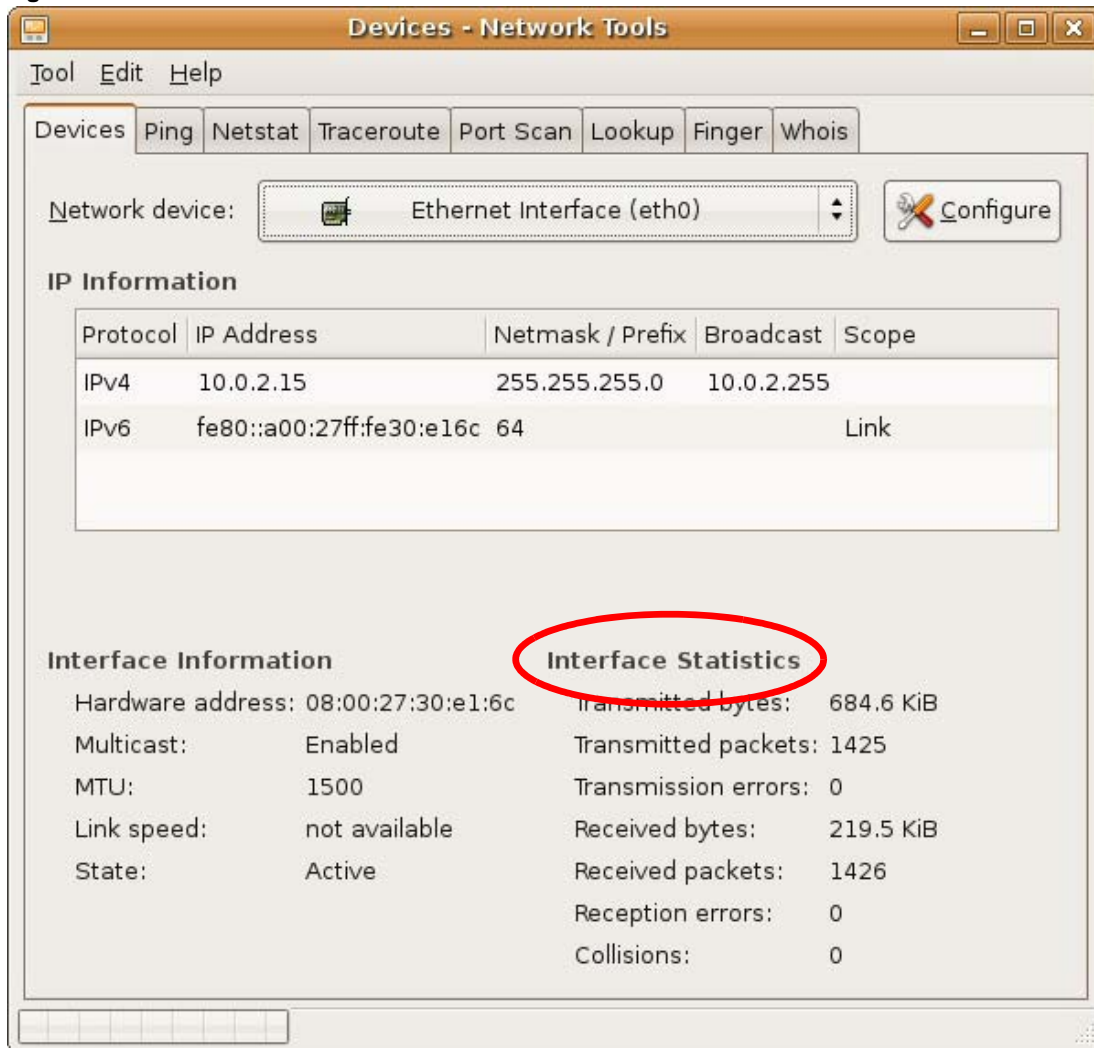 Devices - Network Tools
Tool Edit Help
Devices Ping Netstat Traceroute Port Scan Lookup Finger Whois
Network device: Ethernet Interface (eth0) Configure
IP Information
Protocol IP Address Netmask / Prefix Broadcast Scope
IPv4 10.0.2.15 255.255.255.0 10.0.2.255
IPv6 fe80::a00:27ff:fe30:e16c 64 Link
Interface Information Interface Statistics
Hardware address: 08:00:27:30:e1:6c Transmitted bytes: 684.6 KiB
Multicast: Enabled Transmitted packets: 1425
MTU: 1500 Transmission errors: 0
Link speed: not available Received bytes: 219.5 KiB
State: Active Received packets: 1426
Reception errors: 0
Collisions: 0